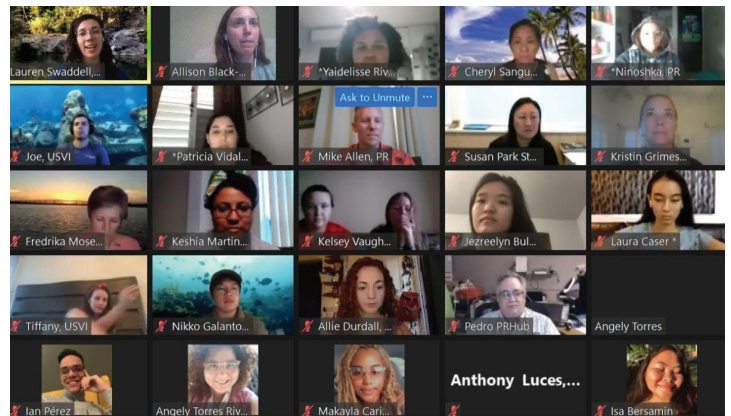 Lauren Swaddell,...
Allison Black-...
*Yaidelisse Riv...
Cheryl Sangu...
*Ninoshka, PR
Joe, USVI
*Patricia Vidal...
Ask to Unmute ...
Mike Allen, PR
Susan Park St...
Kristin Grimes...
Fredrika Mose...
Keshia Martin...
Kelsey Vaugh...
Jezreelyn Bul...
Laura Caser *
Tiffany, USVI
Nikko Galanto...
Allie Durdall, ...
Pedro PRHub
Angely Torres
Ian Pérez
Angely Torres Riv...
Makayla Cari...
Anthony Luces,...
Isa Bersamin